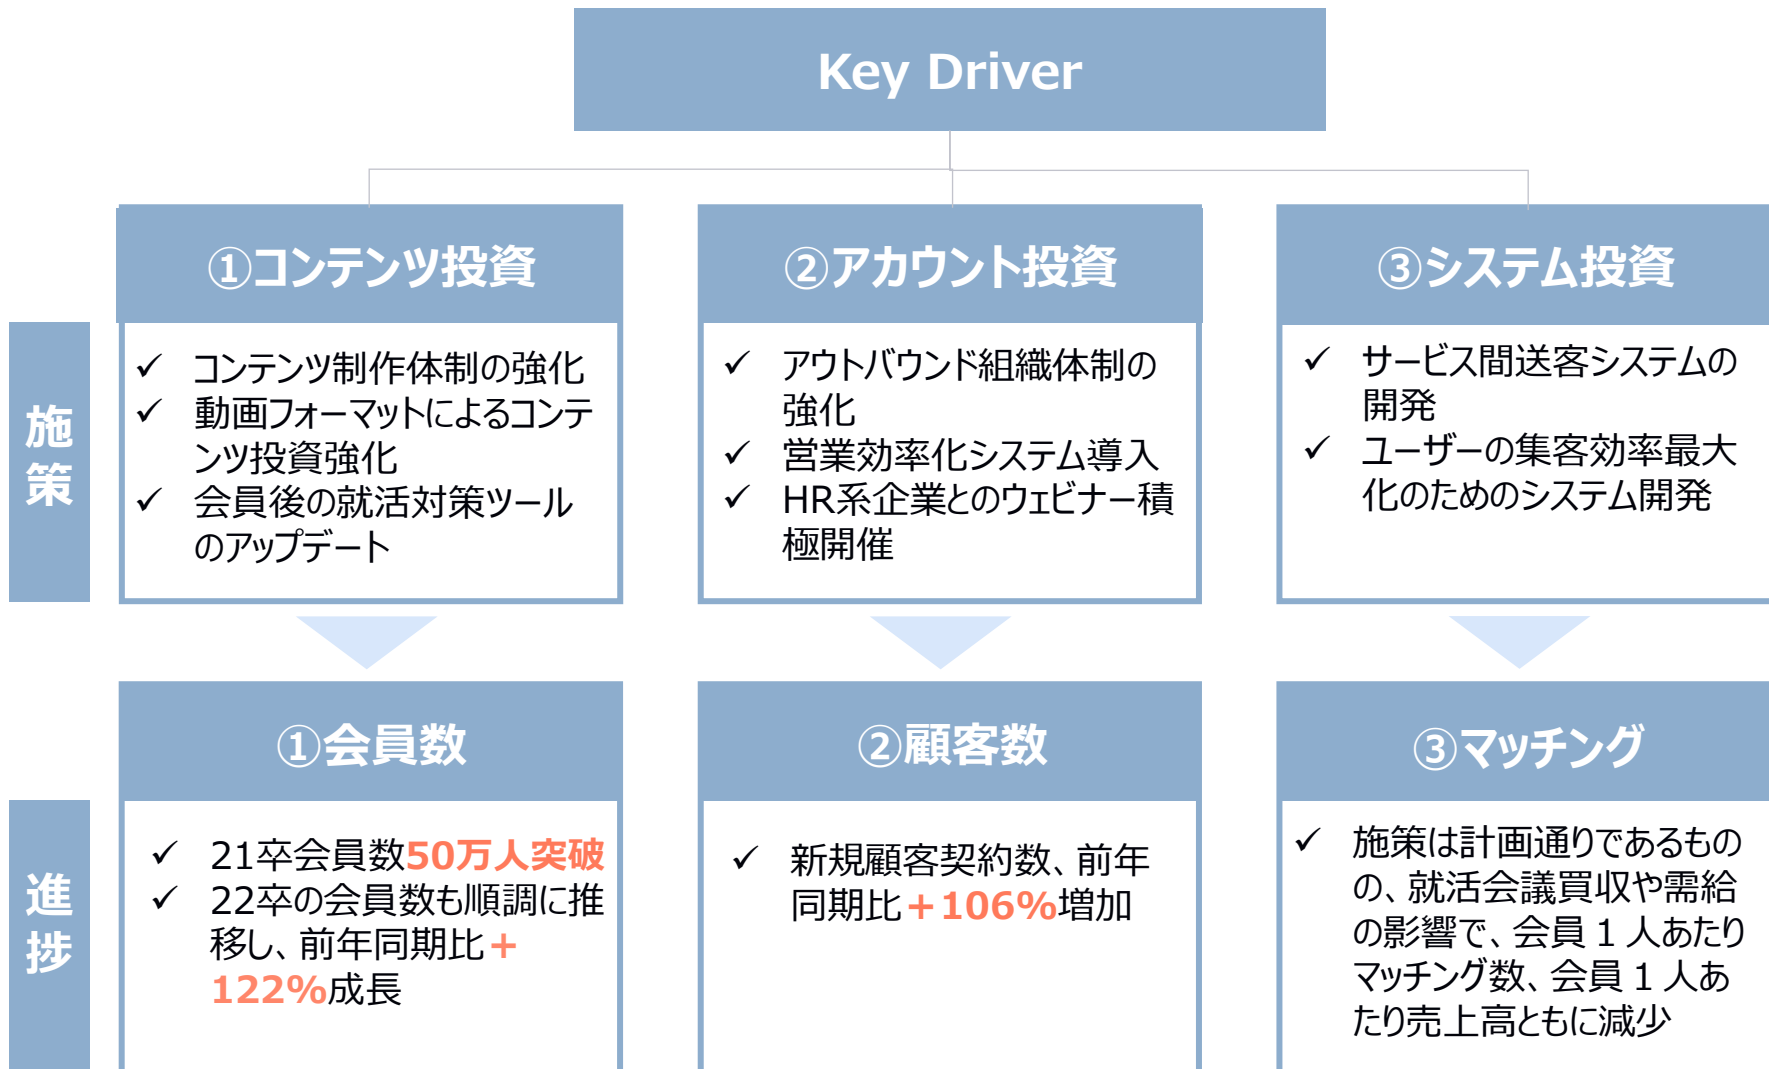 Key Driver
①コンテンツ投資
②アカウント投資
③システム投資
施策
✓ コンテンツ制作体制の強化
✓ 動画フォーマットによるコンテ
ンツ投資強化
✓ 会員後の就活対策ツール
のアップデート
✓ アウトバウンド組織体制の
強化
✓ 営業効率化システム導入
✓ HR系企業とのウェビナー積
極開催
✓ サービス間送客システムの
開発
✓ ユーザーの集客効率最大
化のためのシステム開発
①会員数
②顧客数
③マッチング
進捗
✓ 21卒会員数50万人突破
✓ 22卒の会員数も順調に推
移し、前年同期比＋
122%成長
✓ 新規顧客契約数、前年
同期比＋106%増加
✓ 施策は計画通りであるもの
の、就活会議買収や需給
の影響で、会員１人あたり
マッチング数、会員１人あ
たり売上高ともに減少